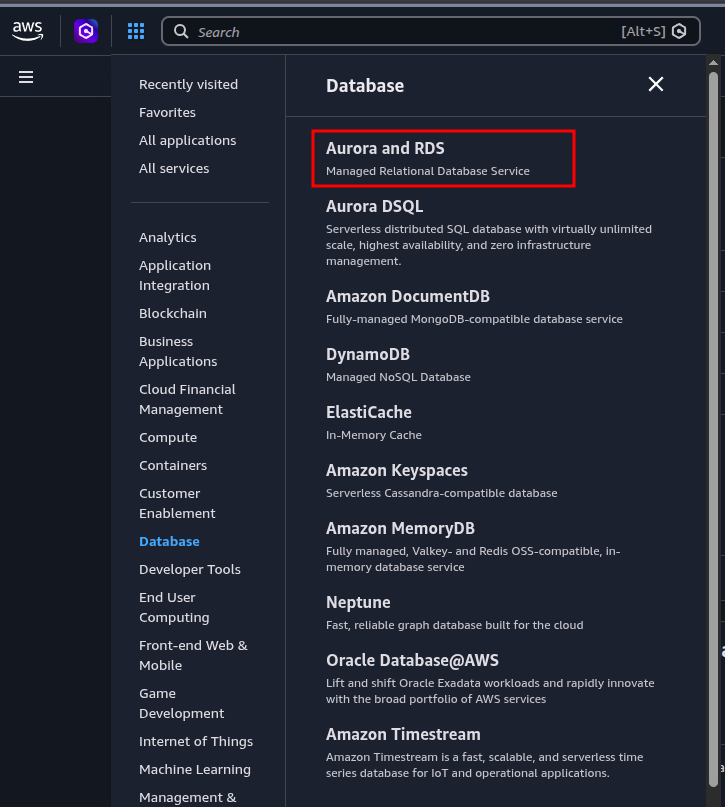 aws
Search
[Alt+S]
Recently visited
Favorites
All applications
All services
Analytics
Application
Integration
Blockchain
Business
Applications
Cloud Financial
Management
Compute
Containers
Customer
Enablement
Database
Developer Tools
End User
Computing
Front-end Web &
Mobile
Game
Development
Internet of Things
Machine Learning
Management &
Database
Aurora and RDS
Managed Relational Database Service
Aurora DSQL
Serverless distributed SQL database with virtually unlimited
scale, highest availability, and zero infrastructure
management.
Amazon DocumentDB
Fully-managed MongoDB-compatible database service
DynamoDB
Managed NoSQL Database
ElastiCache
In-Memory Cache
Amazon Keyspaces
Serverless Cassandra-compatible database
Amazon MemoryDB
Fully managed, Valkey- and Redis OSS-compatible, in-
memory database service
Neptune
Fast, reliable graph database built for the cloud
Oracle Database@AWS
Lift and shift Oracle Exadata workloads and rapidly innovate
with the broad portfolio of AWS services
Amazon Timestream
Amazon Timestream is a fast, scalable, and serverless time
series database for IoT and operational applications.